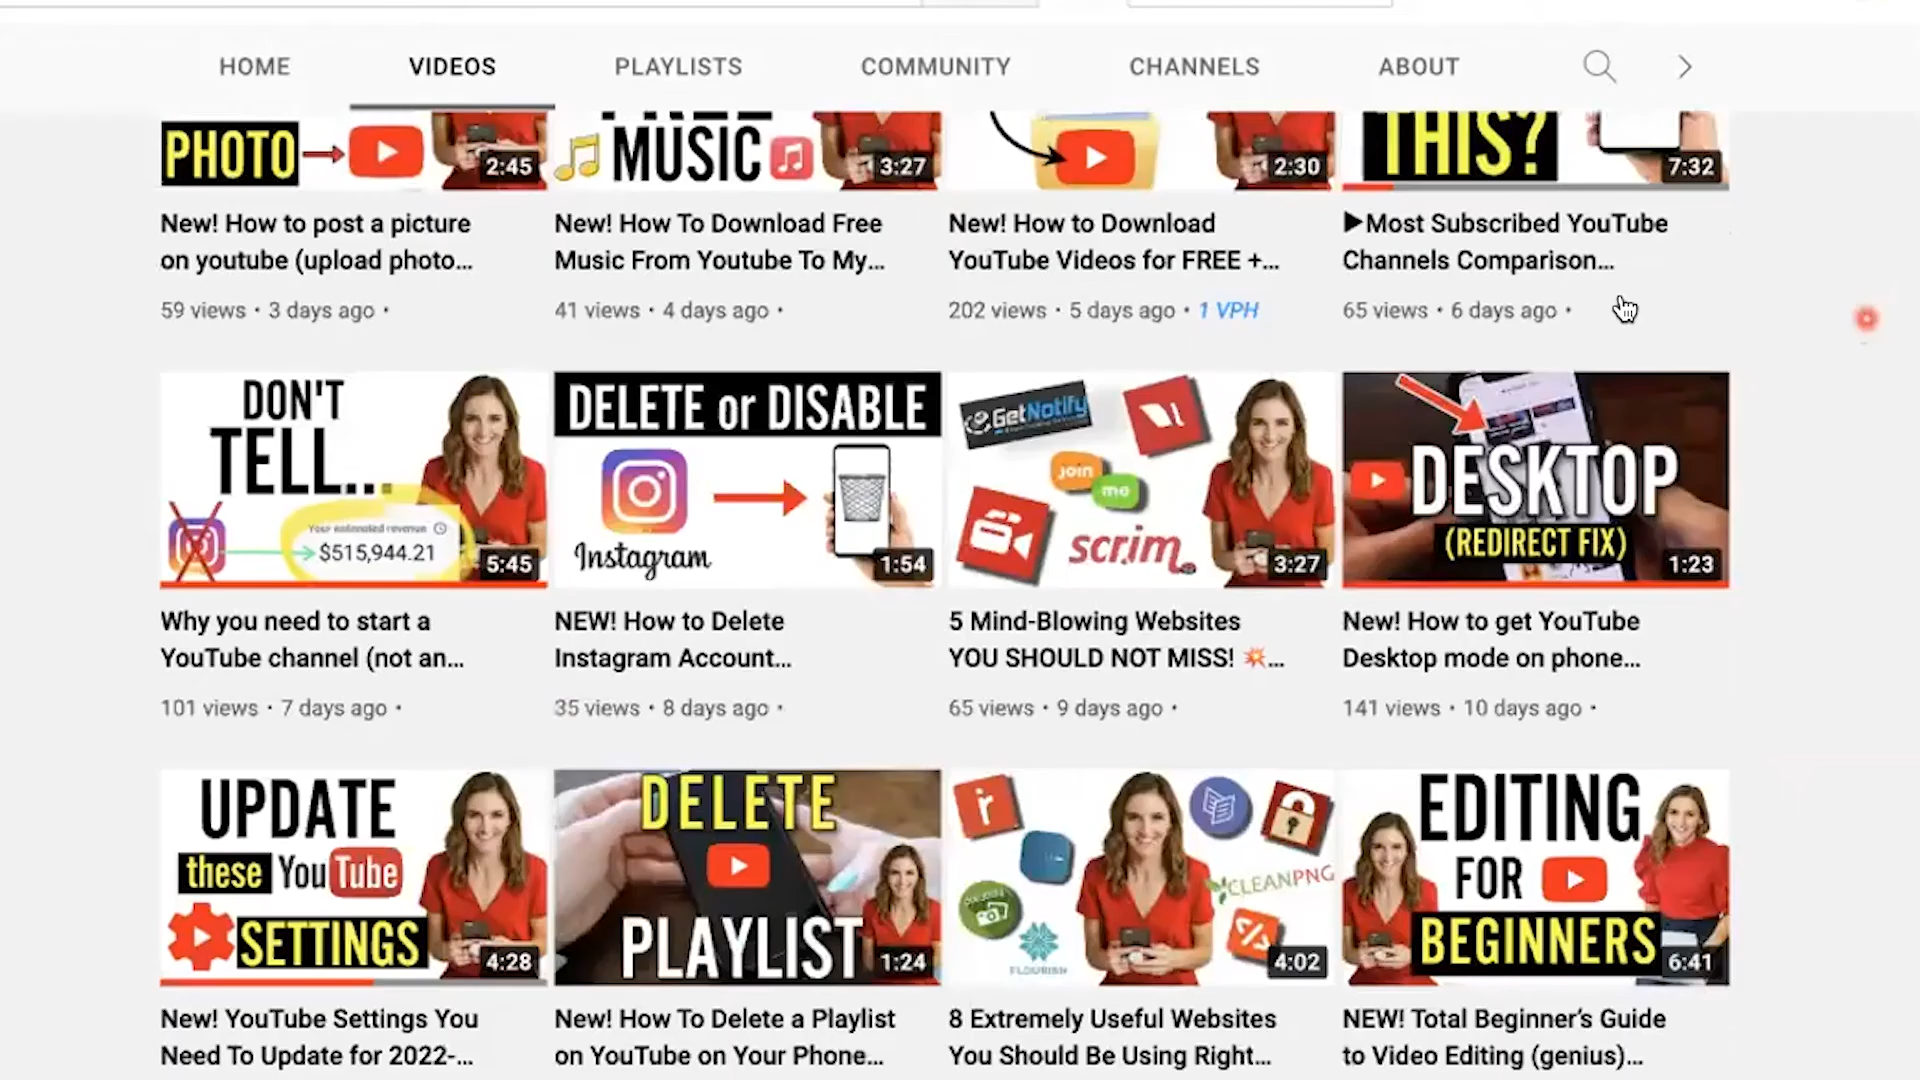 HOME VIDEOS PLAYLISTS COMMUNITY CHANNELS ABOUT
PHOTO
2:45
MUSIC
3:27
2:30
THIS?
7:32
New! How to post a picture
on youtube (upload photo...
59 views • 3 days ago •
New! How To Download Free
Music From Youtube To My...
41 views • 4 days ago •
New! How to Download
YouTube Videos for FREE +...
202 views • 5 days ago • 1 VPH
▶Most Subscribed YouTube
Channels Comparison...
65 views • 6 days ago •
DON'T
TELL...
Your estimated revenue
$515,944.21
5:45
DELETE or DISABLE
Instagram
1:54
GetNotify
join
me
scr.im
3:27
DESKTOP
(REDIRECT FIX)
1:23
Why you need to start a
YouTube channel (not an...
101 views • 7 days ago •
NEW! How to Delete
Instagram Account...
35 views • 8 days ago •
5 Mind-Blowing Websites
YOU SHOULD NOT MISS! 💥...
65 views • 9 days ago •
New! How to get YouTube
Desktop mode on phone...
141 views • 10 days ago •
UPDATE
these YouTube
SETTINGS
4:28
DELETE
PLAYLIST
1:24
CLEANPNG
FLOURISH
4:02
EDITING
FOR
BEGINNERS
6:41
New! YouTube Settings You
Need To Update for 2022-...
New! How To Delete a Playlist
on YouTube on Your Phone...
8 Extremely Useful Websites
You Should Be Using Right...
NEW! Total Beginner's Guide
to Video Editing (genius)...